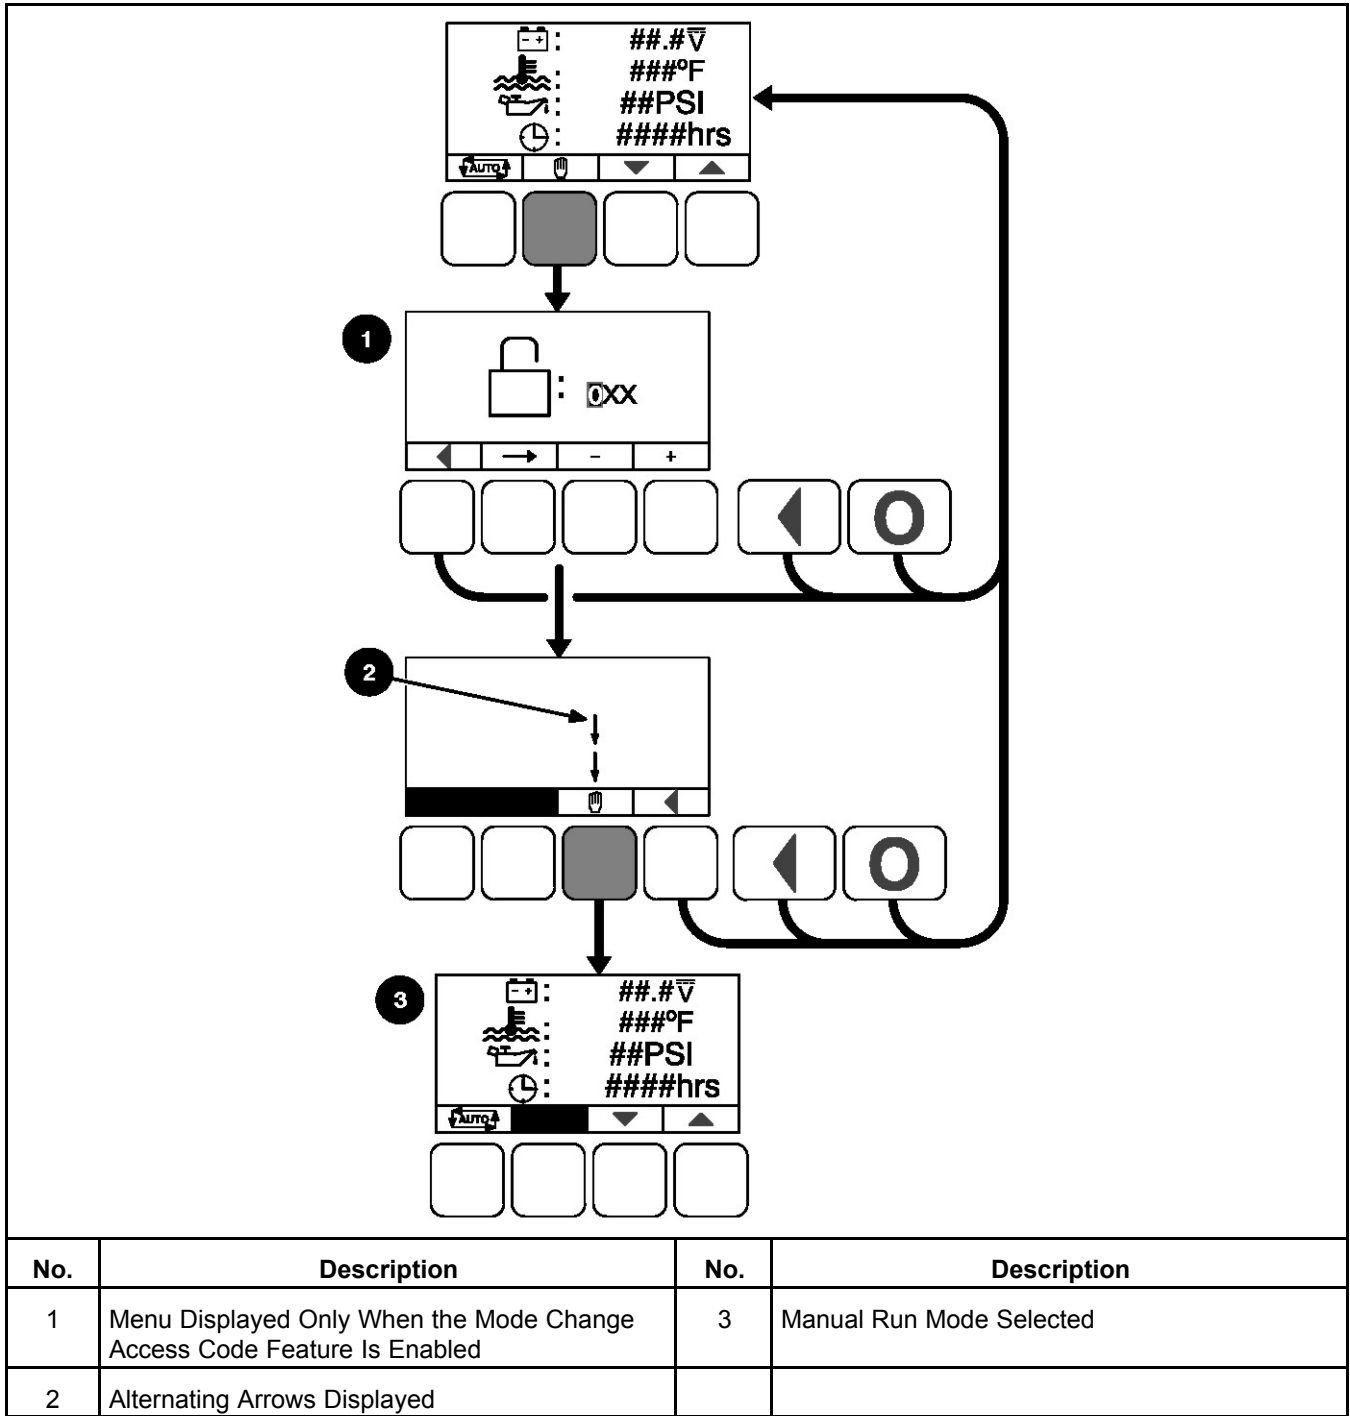 ##.#V
###°F
##PSI
####hrs
AUTO
1
0XX
- +
O
2
O
3
##.#V
###°F
##PSI
####hrs
AUTO
No. Description No. Description
1 Menu Displayed Only When the Mode Change Access Code Feature Is Enabled 3 Manual Run Mode Selected
2 Alternating Arrows Displayed